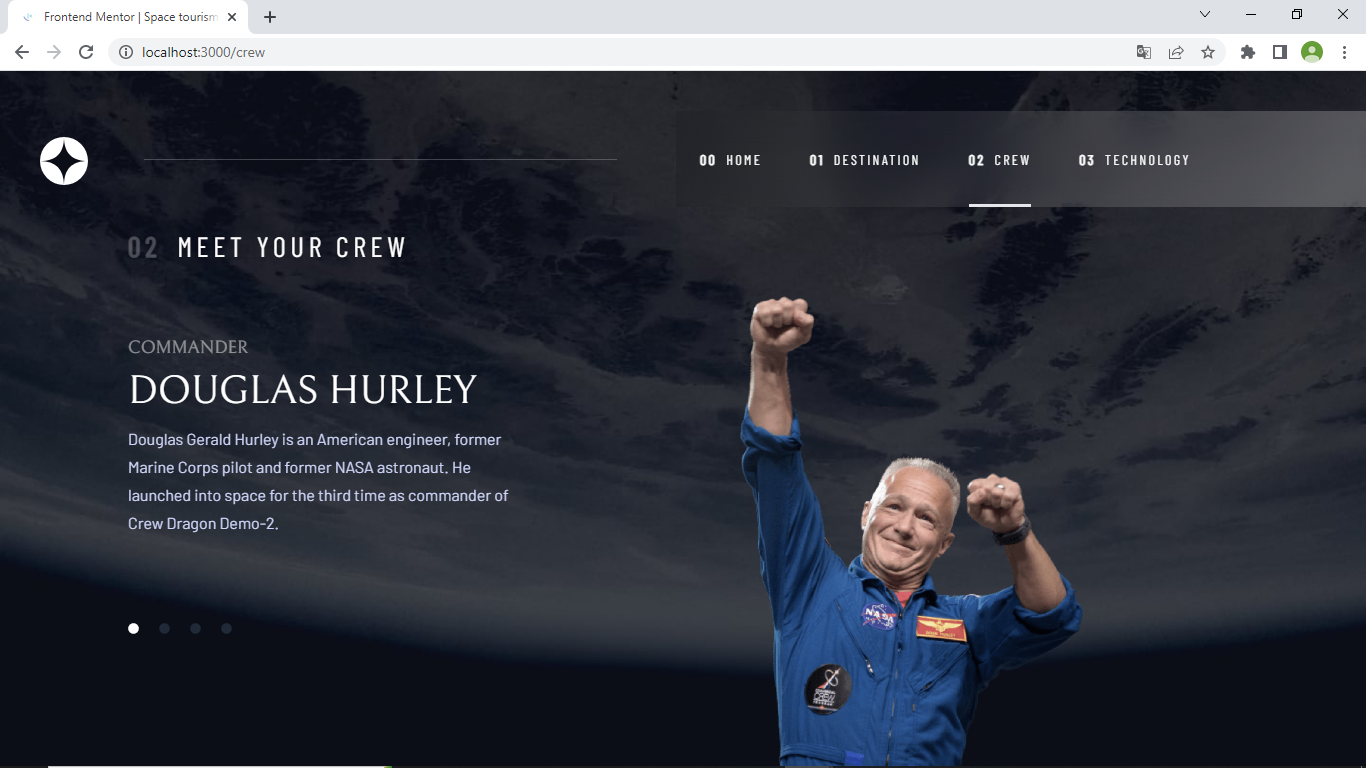 Frontend Mentor | Space tourism
localhost:3000/crew
00 HOME
01 DESTINATION
02 CREW
03 TECHNOLOGY
02 MEET YOUR CREW
COMMANDER
DOUGLAS HURLEY
Douglas Gerald Hurley is an American engineer, former
Marine Corps pilot and former NASA astronaut. He
launched into space for the third time as commander of
Crew Dragon Demo-2.
NASA
CREW